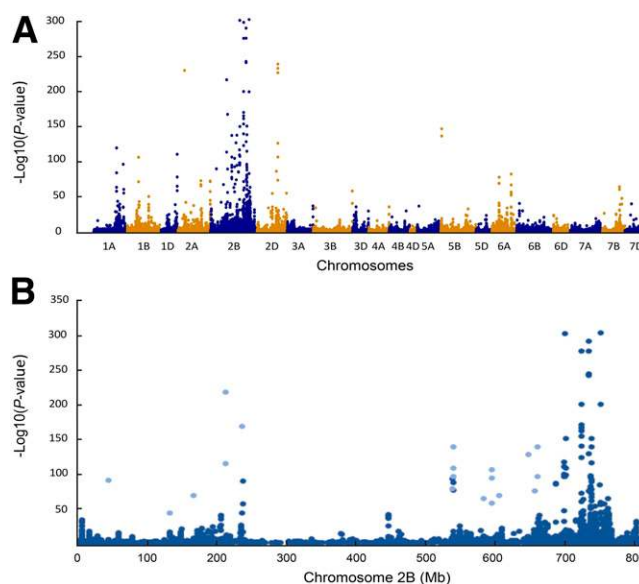 A
300
250
200
150
100
50
0
-Log10(P-value)
1A 1B 1D 2A 2B 2D 3A 3B 3D 4A 4B 4D 5A 5B 5D 6A 6B 6D 7A 7B 7D
Chromosomes
B
350
300
250
200
150
100
50
-Log10(P-value)
0 100 200 300 400 500 600 700
Chromosome 2B (Mb)